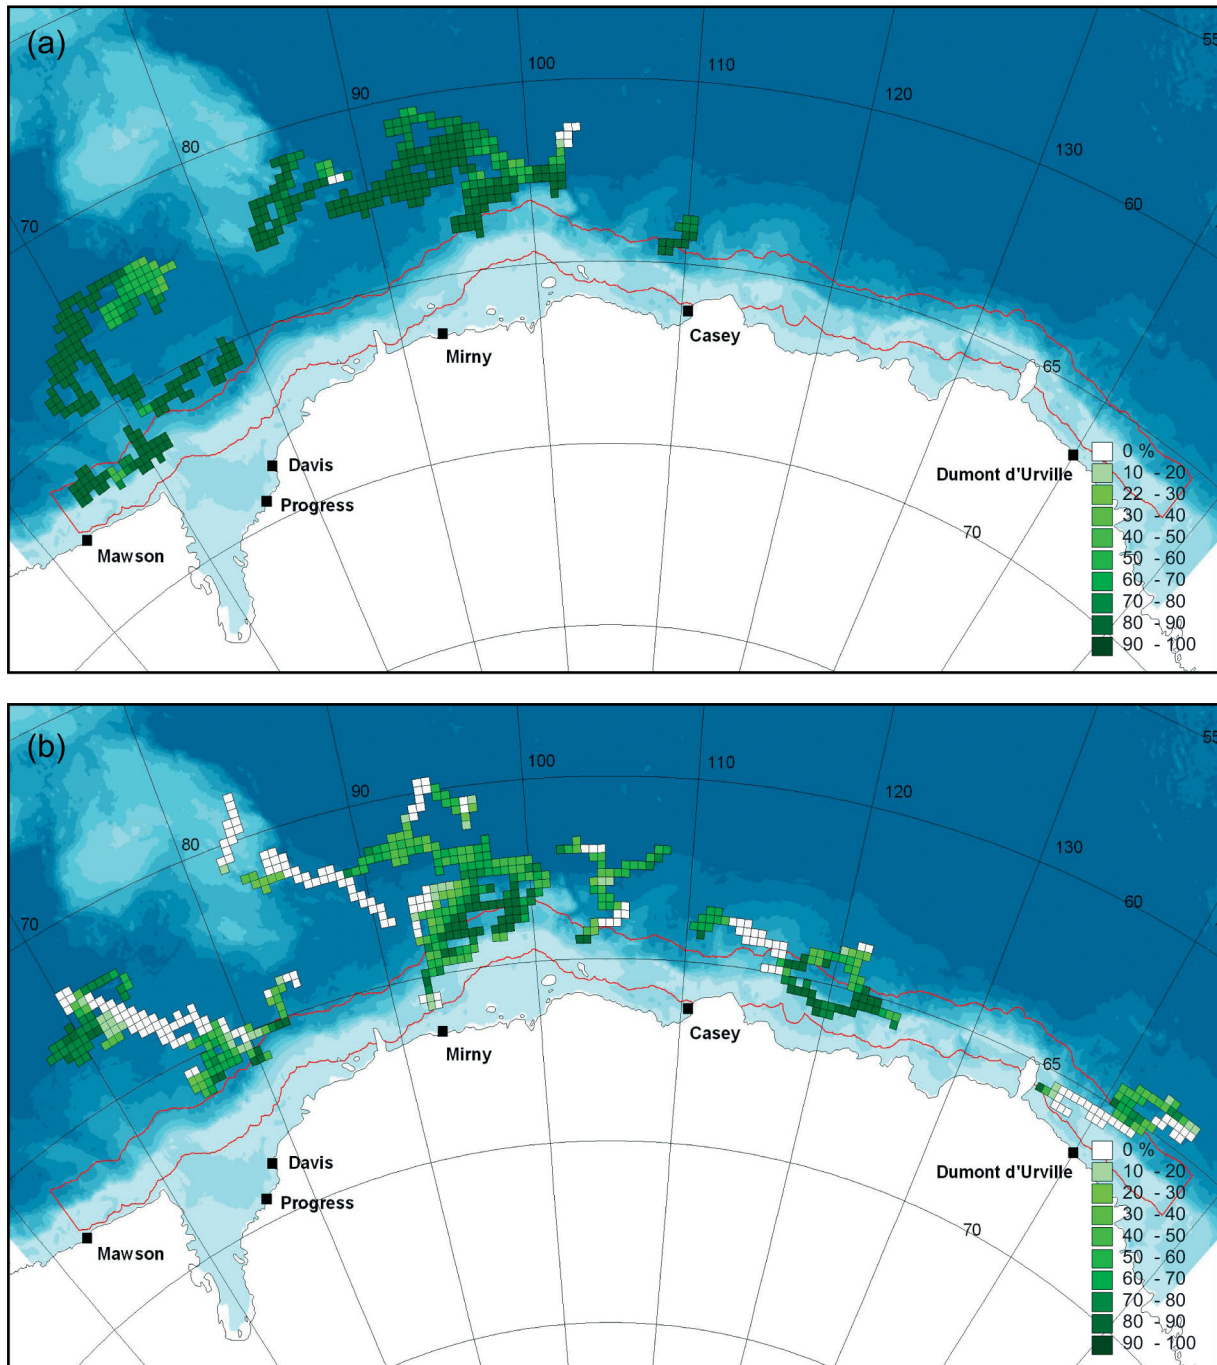 (a)
55
100
110
90
120
80
130
60
70
Casey
Mirny
65
Davis
Progress
Dumont d'Urville
Mawson
70
0 %
10 - 20
22 - 30
30 - 40
40 - 50
50 - 60
60 - 70
70 - 80
80 - 90
90 - 100
(b)
55
100
110
90
120
80
130
60
70
Casey
Mirny
65
Davis
Progress
Dumont d'Urville
Mawson
70
0 %
10 - 20
20 - 30
30 - 40
40 - 50
50 - 60
60 - 70
70 - 80
80 - 90
90 - 100